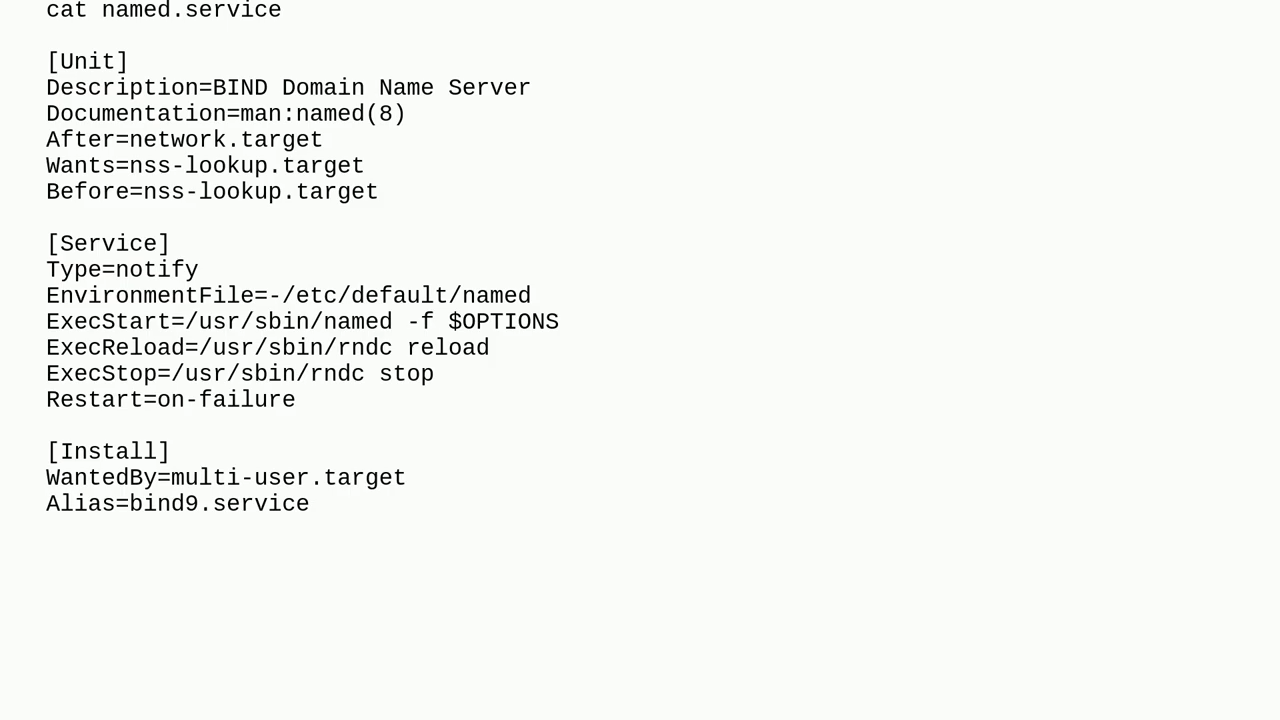 cat named.service

[Unit]
Description=BIND Domain Name Server
Documentation=man:named(8)
After=network.target
Wants=nss-lookup.target
Before=nss-lookup.target

[Service]
Type=notify
EnvironmentFile=-/etc/default/named
ExecStart=/usr/sbin/named -f $OPTIONS
ExecReload=/usr/sbin/rndc reload
ExecStop=/usr/sbin/rndc stop
Restart=on-failure

[Install]
WantedBy=multi-user.target
Alias=bind9.service